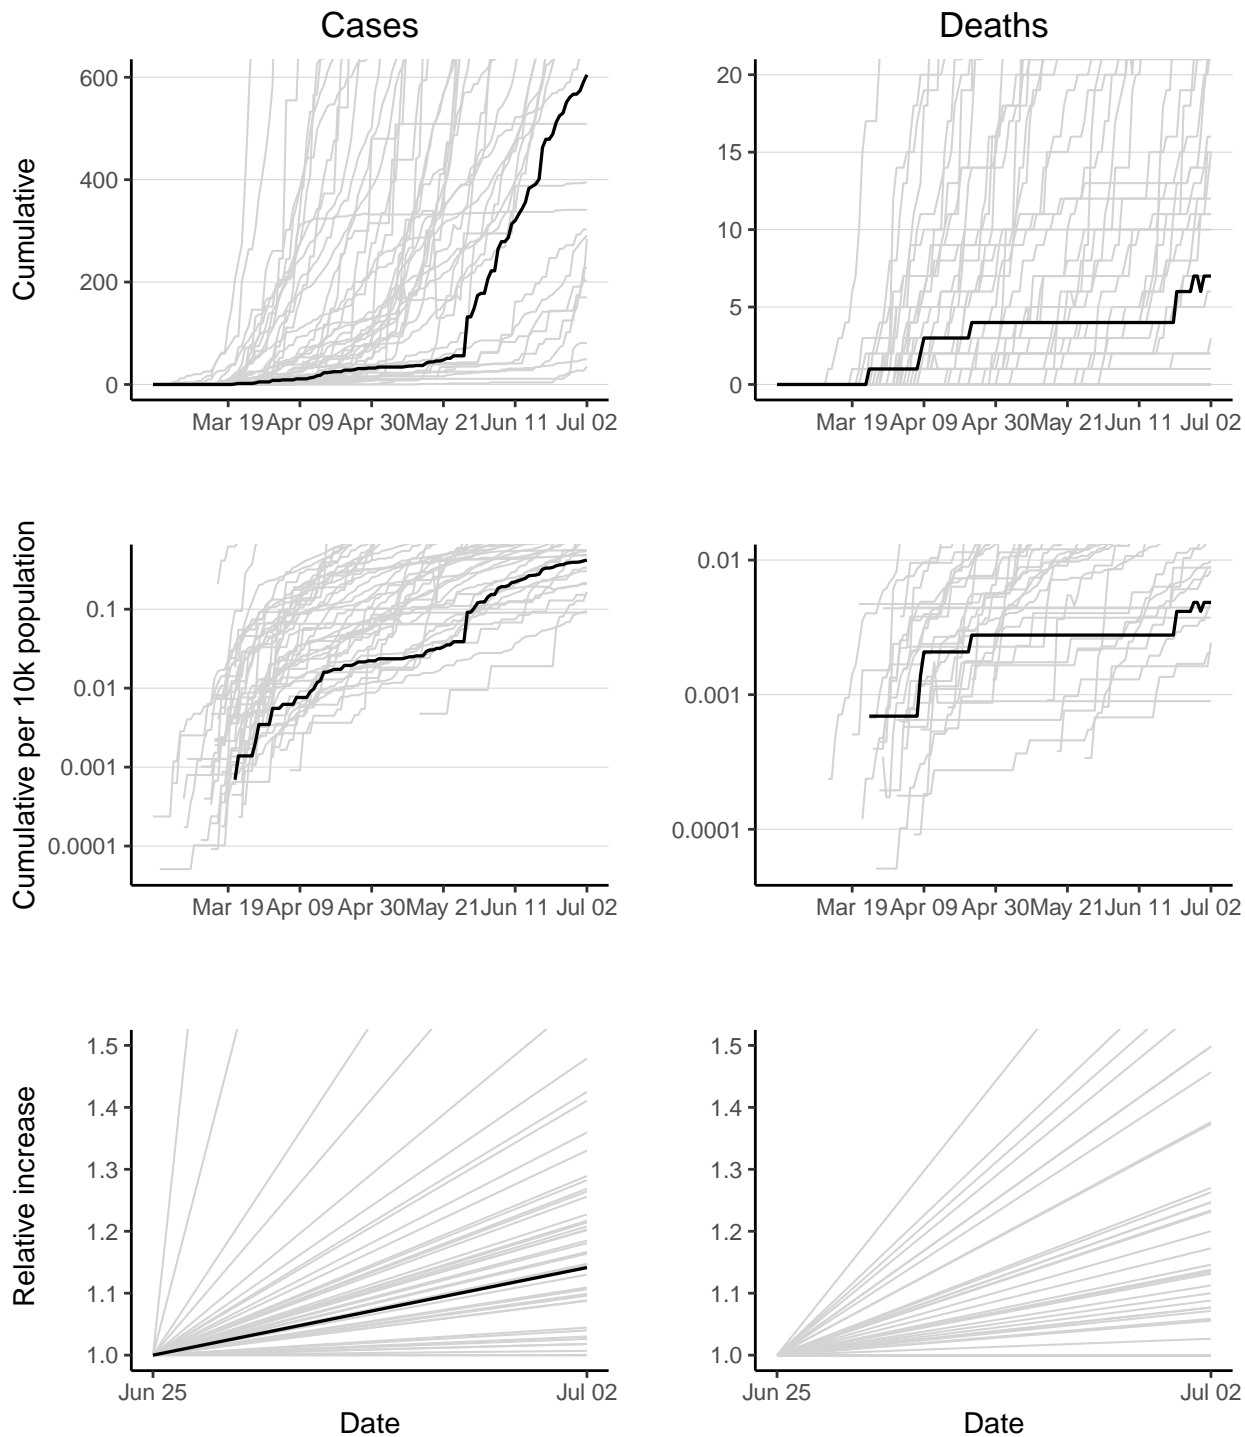 Cases
Deaths
Cumulative
600
400
200
0
Mar 19 Apr 09 Apr 30 May 21 Jun 11 Jul 02
20
15
10
5
0
Mar 19 Apr 09 Apr 30 May 21 Jun 11 Jul 02
Cumulative per 10k population
0.1
0.01
0.001
0.0001
Mar 19 Apr 09 Apr 30 May 21 Jun 11 Jul 02
0.01
0.001
0.0001
Mar 19 Apr 09 Apr 30 May 21 Jun 11 Jul 02
Relative increase
1.5
1.4
1.3
1.2
1.1
1.0
Jun 25 Jul 02
Date
1.5
1.4
1.3
1.2
1.1
1.0
Jun 25 Jul 02
Date